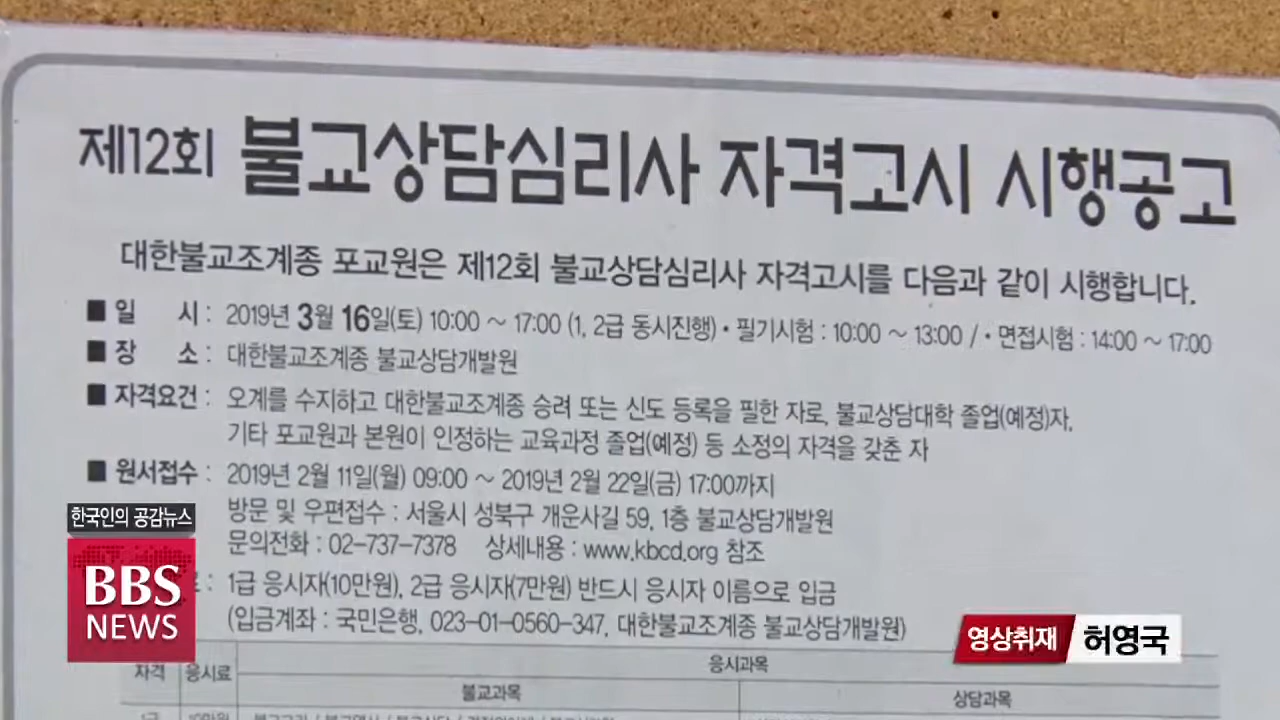 제12회 불교상담심리사 자격고시 시행공고
대한불교조계종 포교원은 제12회 불교상담심리사 자격고시를 다음과 같이 시행합니다.
■ 일 시 : 2019년 3월 16일(토) 10:00 ~ 17:00 (1, 2급 동시진행) · 필기시험 : 10:00 ~ 13:00 / · 면접시험 : 14:00 ~ 17:00
■ 장 소 : 대한불교조계종 불교상담개발원
■ 자격요건 : 오계를 수지하고 대한불교조계종 승려 또는 신도 등록을 필한 자로, 불교상담대학 졸업(예정)자,
기타 포교원과 본원이 인정하는 교육과정 졸업(예정) 등 소정의 자격을 갖춘 자
■ 원서접수 : 2019년 2월 11일(월) 09:00 ~ 2019년 2월 22일(금) 17:00까지
방문 및 우편접수 : 서울시 성북구 개운사길 59, 1층 불교상담개발원
문의전화 : 02-737-7378 상세내용 : www.kbcd.org 참조
: 1급 응시자(10만원), 2급 응시자(7만원) 반드시 응시자 이름으로 입금
(입금계좌 : 국민은행, 023-01-0560-347, 대한불교조계종 불교상담개발원)
자격 응시료 응시과목
불교과목 상담과목
한국인의 공감뉴스
BBS
NEWS
영상취재 허영국